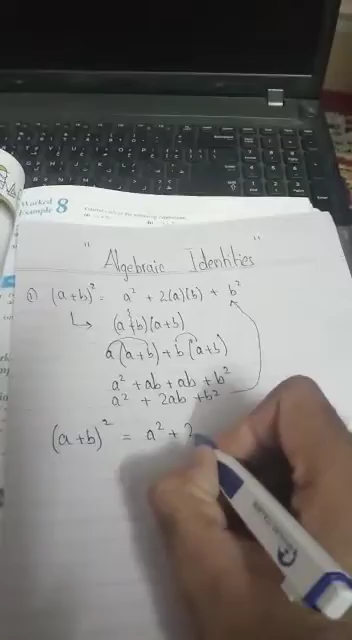 Worked
Example 8
" Algebraic Identities "
(a+b)² = a² + 2(a)(b) + b²
(a+b)(a+b)
a(a+b)+b(a+b)
a² + ab + ab + b²
a² + 2ab + b²
(a+b)² = a² + 2